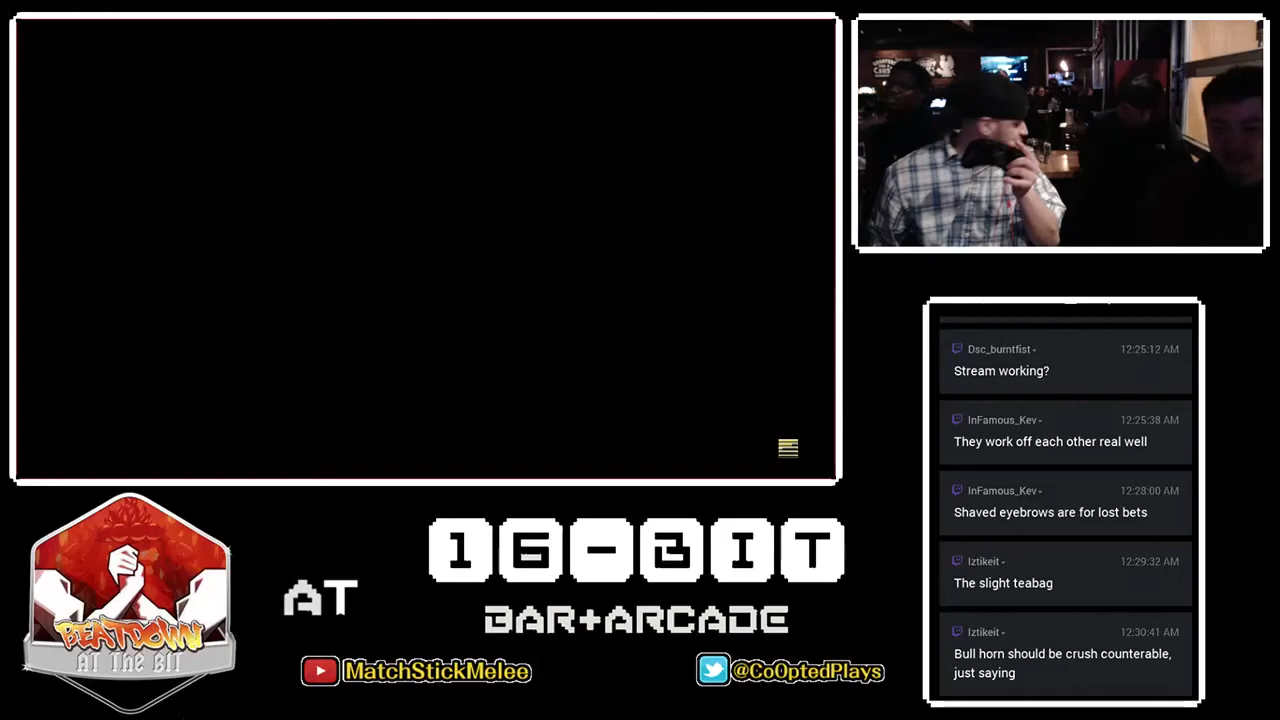 Dsc_burntfist
12:25:12 AM
Stream working?
InFamous_Kev
12:25:38 AM
They work off each other real well
InFamous_Kev
12:28:00 AM
Shaved eyebrows are for lost bets
Iztikeit
12:29:32 AM
The slight teabag
Iztikeit
12:30:41 AM
Bull horn should be crush counterable,
just saying
BEATDOWN
AT THE BIT
AT
16-BIT
BAR+ARCADE
MatchStickMelee
@CoOptedPlays